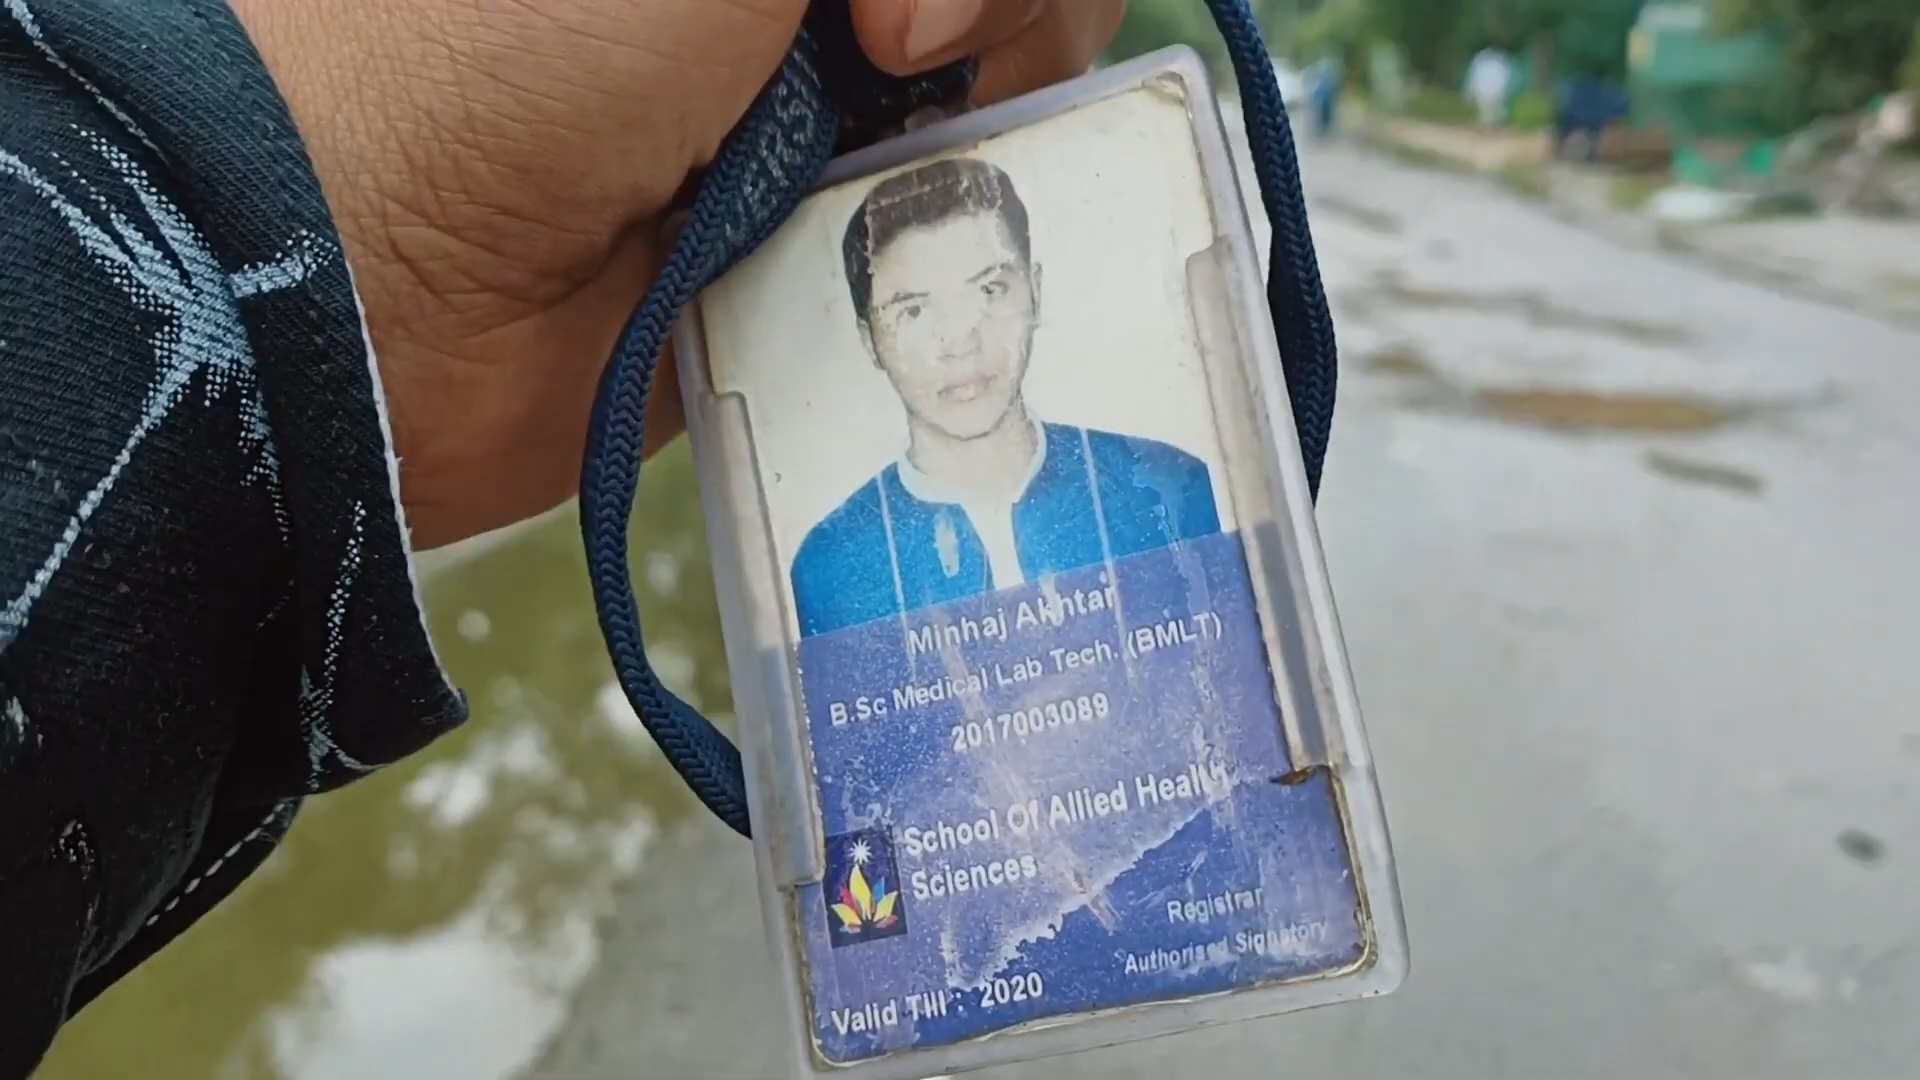 Minhaj Akhtar
B.Sc Medical Lab Tech. (BMLT)
2017003089
School Of Allied Health
Sciences
Registrar
Authorised Signatory
Valid Till : 2020